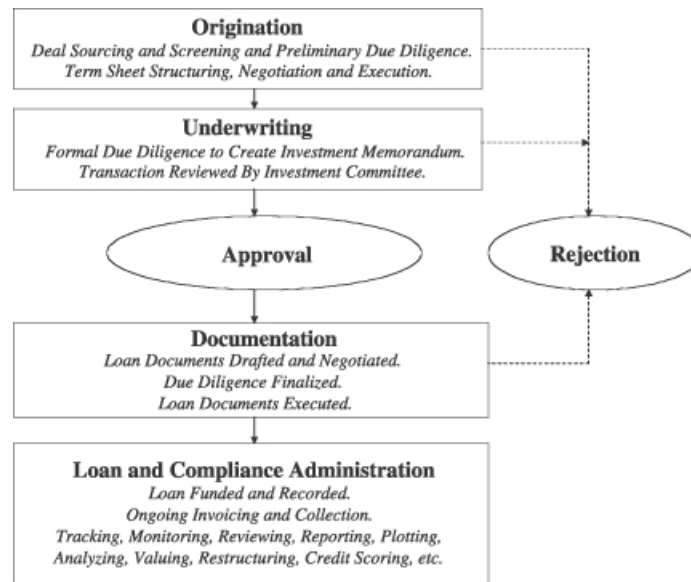 Origination
Deal Sourcing and Screening and Preliminary Due Diligence.
Term Sheet Structuring, Negotiation and Execution.
Underwriting
Formal Due Diligence to Create Investment Memorandum.
Transaction Reviewed By Investment Committee.
Approval
Rejection
Documentation
Loan Documents Drafted and Negotiated.
Due Diligence Finalized.
Loan Documents Executed.
Loan and Compliance Administration
Loan Funded and Recorded.
Ongoing Invoicing and Collection.
Tracking, Monitoring, Reviewing, Reporting, Plotting,
Analyzing, Valuing, Restructuring, Credit Scoring, etc.